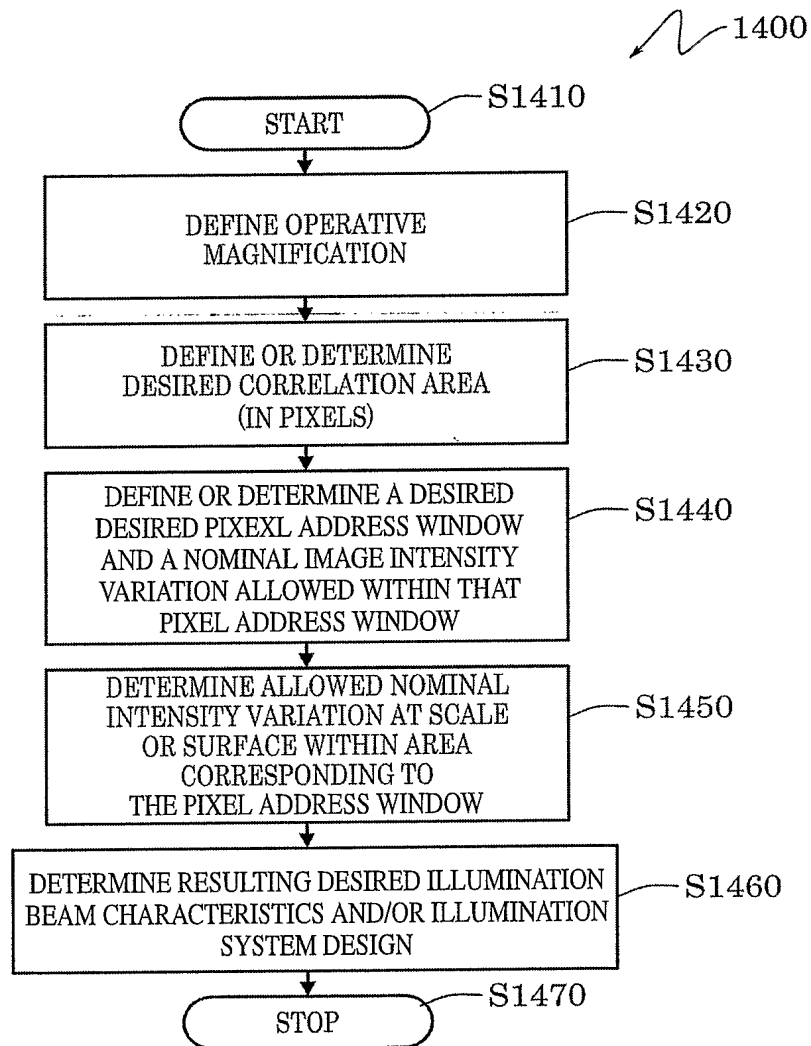 1400
START
S1410
DEFINE OPERATIVE
MAGNIFICATION
S1420
DEFINE OR DETERMINE
DESIRED CORRELATION AREA
(IN PIXELS)
S1430
DEFINE OR DETERMINE A DESIRED
DESIRED PIXEXL ADDRESS WINDOW
AND A NOMINAL IMAGE INTENSITY
VARIATION ALLOWED WITHIN THAT
PIXEL ADDRESS WINDOW
S1440
DETERMINE ALLOWED NOMINAL
INTENSITY VARIATION AT SCALE
OR SURFACE WITHIN AREA
CORRESPONDING TO
THE PIXEL ADDRESS WINDOW
S1450
DETERMINE RESULTING DESIRED ILLUMINATION
BEAM CHARACTERISTICS AND/OR ILLUMINATION
SYSTEM DESIGN
S1460
STOP
S1470